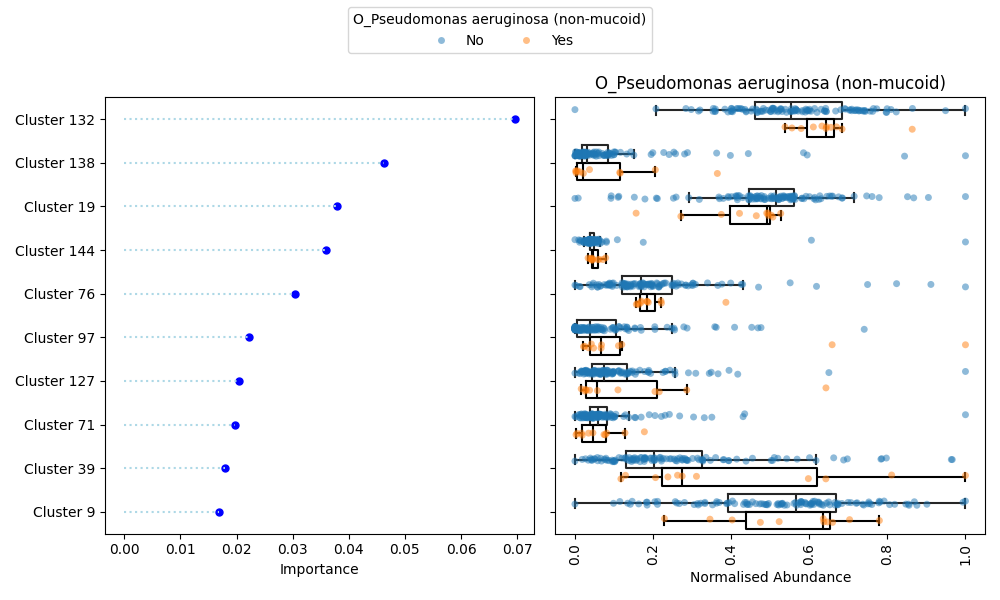 O_Pseudomonas aeruginosa (non-mucoid)
No Yes
O_Pseudomonas aeruginosa (non-mucoid)
Cluster 132
Cluster 138
Cluster 19
Cluster 144
Cluster 76
Cluster 97
Cluster 127
Cluster 71
Cluster 39
Cluster 9
0.00 0.01 0.02 0.03 0.04 0.05 0.06 0.07
Importance
0.0 0.2 0.4 0.6 0.8 1.0
Normalised Abundance